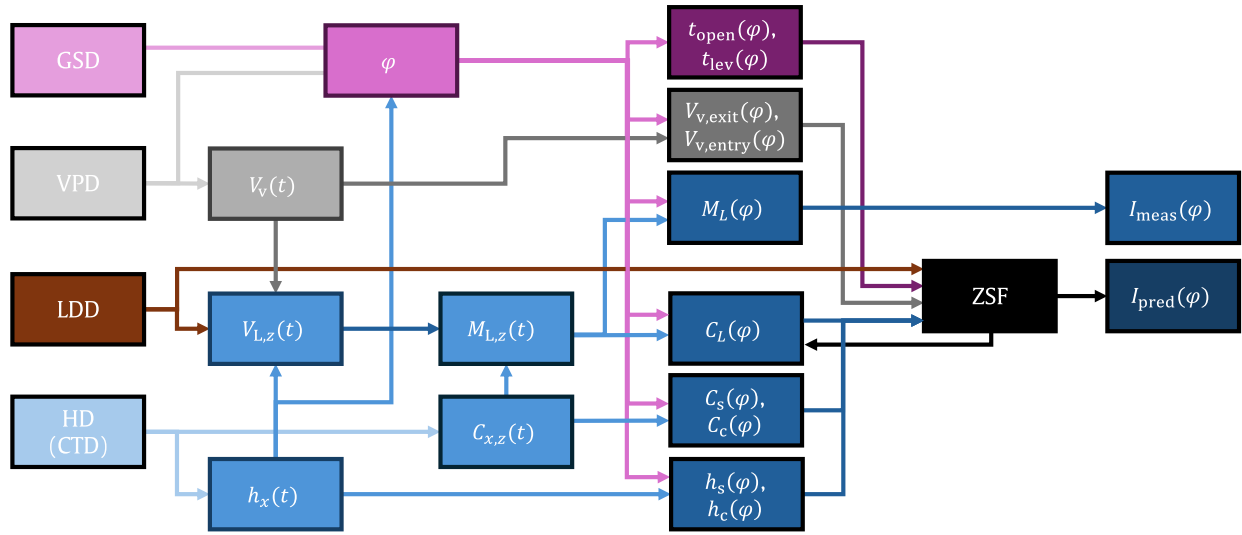 GSD
φ
t_open(φ),
t_lev(φ)
VPD
V_v(t)
V_v,exit(φ),
V_v,entry(φ)
M_L(φ)
I_meas(φ)
LDD
V_L,z(t)
M_L,z(t)
C_L(φ)
ZSF
I_pred(φ)
HD
(CTD)
C_x,z(t)
C_s(φ),
C_c(φ)
h_x(t)
h_s(φ),
h_c(φ)